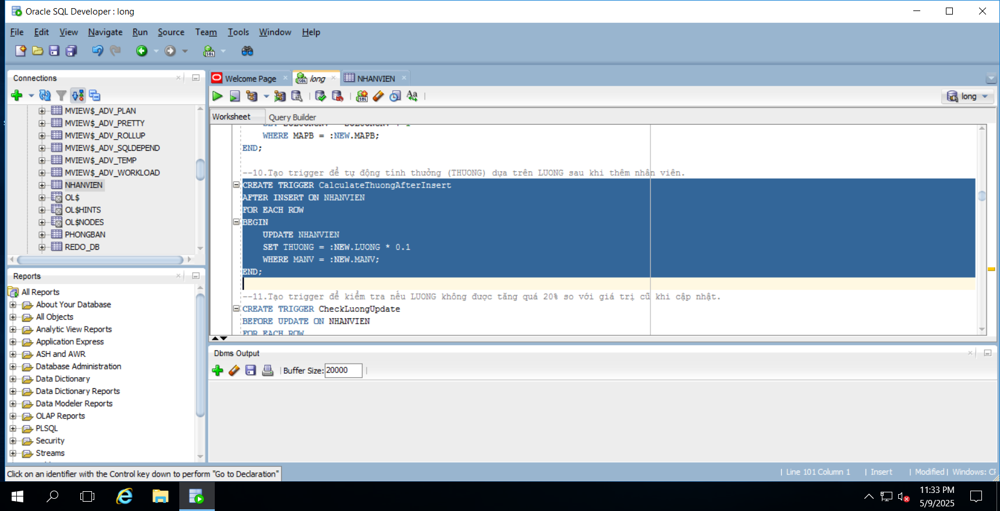 Oracle SQL Developer : long
File Edit View Navigate Run Source Team Tools Window Help
Connections
MVIEW$_ADV_PLAN
MVIEW$_ADV_PRETTY
MVIEW$_ADV_ROLLUP
MVIEW$_ADV_SQLDEPEND
MVIEW$_ADV_TEMP
MVIEW$_ADV_WORKLOAD
NHANVIEN
OL$
OL$HINTS
OL$NODES
PHONGBAN
REDO_DB
Reports
All Reports
About Your Database
All Objects
Analytic View Reports
Application Express
ASH and AWR
Database Administration
Data Dictionary
Data Dictionary Reports
Data Modeler Reports
OLAP Reports
PLSQL
Security
Streams
Welcome Page long NHANVIEN
long
Worksheet Query Builder
WHERE MAPB = :NEW.MAPB;
END;
--10.Tạo trigger để tự động tính thưởng (THUONG) dựa trên LUONG sau khi thêm nhân viên.
CREATE TRIGGER CalculateThuongAfterInsert
AFTER INSERT ON NHANVIEN
FOR EACH ROW
BEGIN
UPDATE NHANVIEN
SET THUONG = :NEW.LUONG * 0.1
WHERE MANV = :NEW.MANV;
END;
--11.Tạo trigger để kiểm tra nếu LUONG không được tăng quá 20% so với giá trị cũ khi cập nhật.
CREATE TRIGGER CheckLuongUpdate
BEFORE UPDATE ON NHANVIEN
FOR EACH ROW
Dbms Output
Buffer Size: 20000
Click on an identifier with the Control key down to perform "Go to Declaration"
Line 101 Column 1 | Insert | Modified | Windows:
11:33 PM
5/9/2025